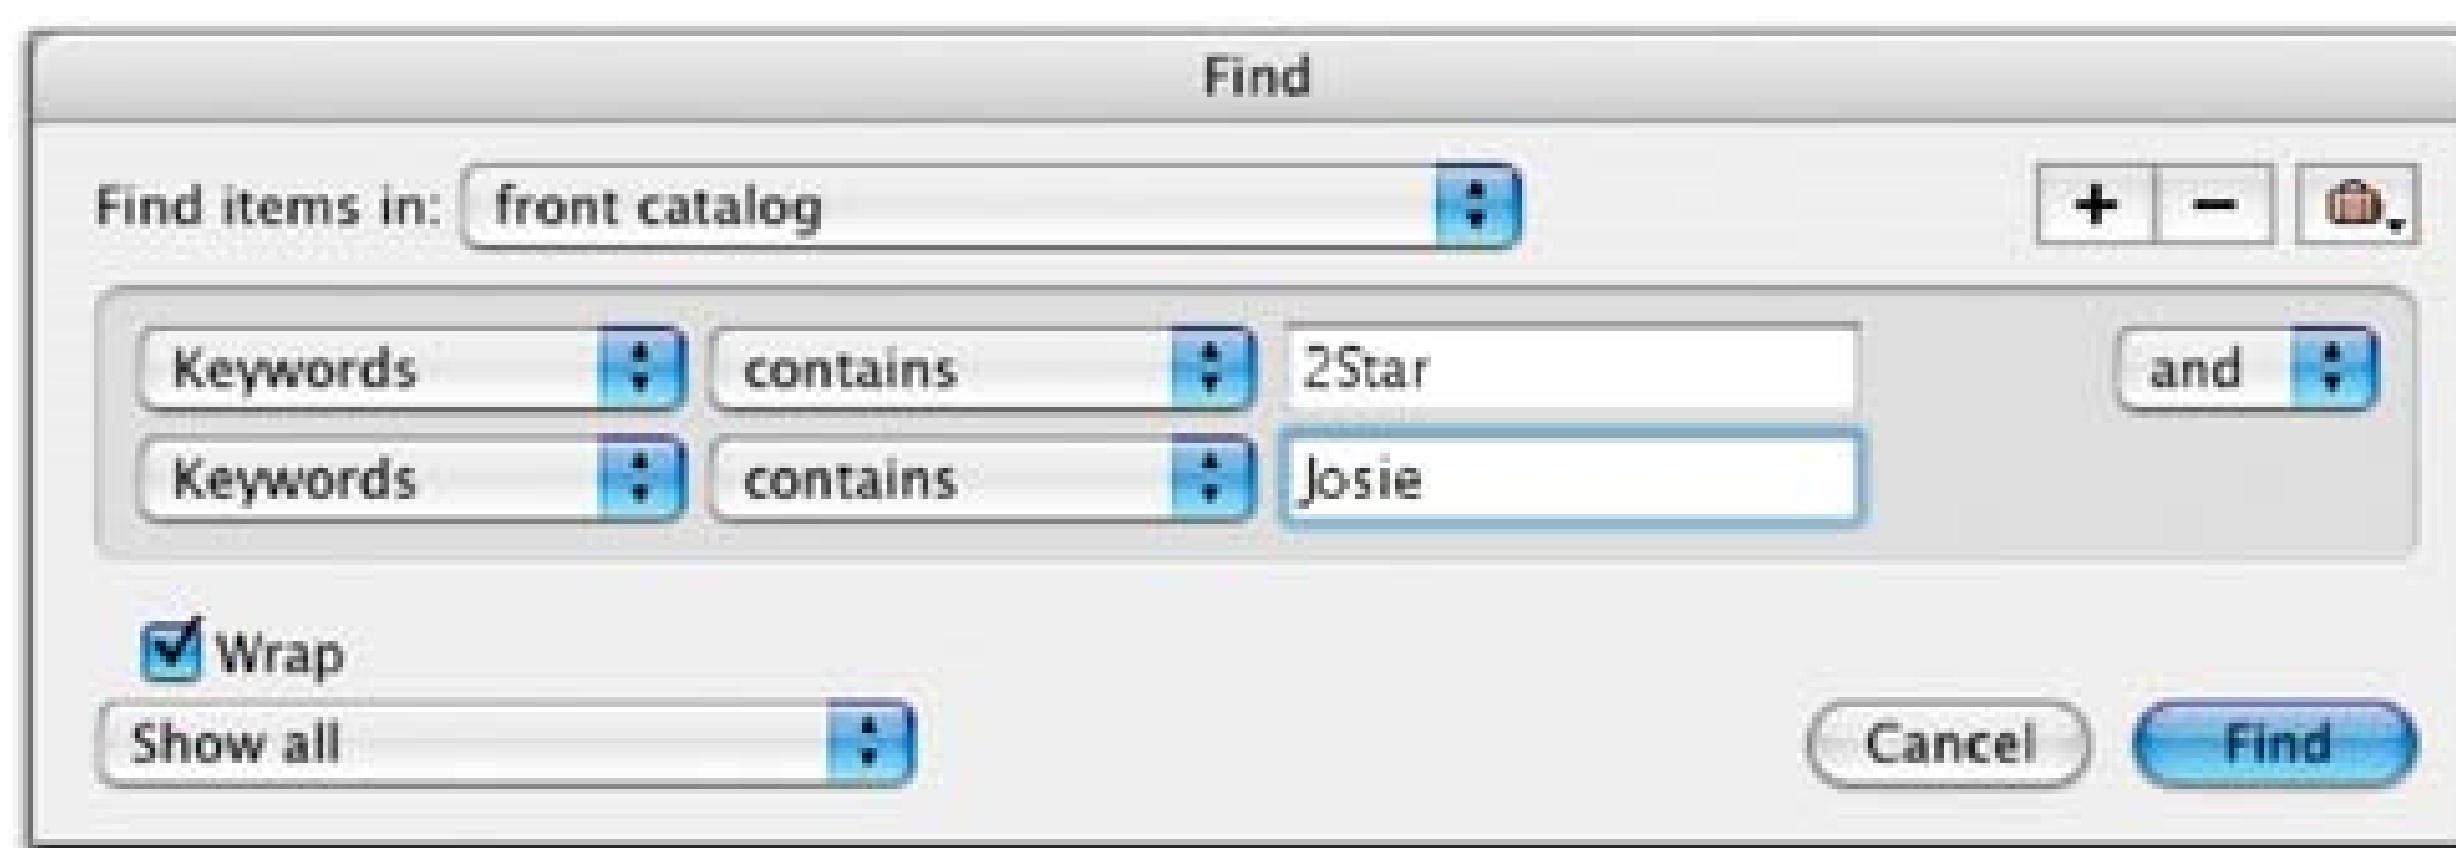 Find
Find items in: front catalog + −
Keywords contains 2Star and
Keywords contains Josie
Wrap
Show all Cancel Find